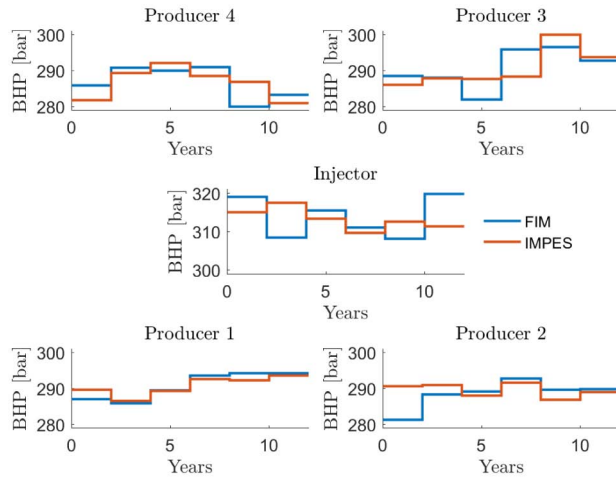 Producer 4
BHP [bar]
300
290
280
0 5 10
Years
Producer 3
BHP [bar]
300
290
280
0 5 10
Years
Injector
BHP [bar]
320
310
300
0 5 10
Years
FIM
IMPES
Producer 1
BHP [bar]
300
290
280
0 5 10
Years
Producer 2
BHP [bar]
300
290
280
0 5 10
Years